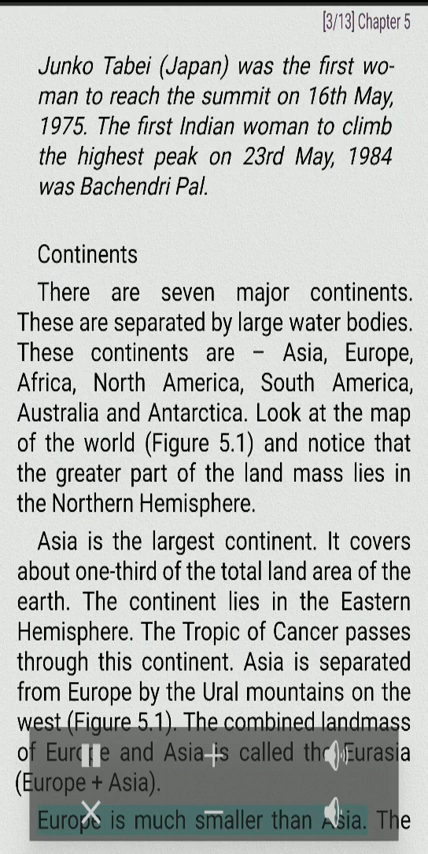 [3/13] Chapter 5
Junko Tabei (Japan) was the first wo-
man to reach the summit on 16th May,
1975. The first Indian woman to climb
the highest peak on 23rd May, 1984
was Bachendri Pal.
Continents
There are seven major continents.
These are separated by large water bodies.
These continents are – Asia, Europe,
Africa, North America, South America,
Australia and Antarctica. Look at the map
of the world (Figure 5.1) and notice that
the greater part of the land mass lies in
the Northern Hemisphere.
Asia is the largest continent. It covers
about one-third of the total land area of the
earth. The continent lies in the Eastern
Hemisphere. The Tropic of Cancer passes
through this continent. Asia is separated
from Europe by the Ural mountains on the
west (Figure 5.1). The combined landmass
of Europe and Asia is called the Eurasia
(Europe + Asia).
Europe is much smaller than Asia. The